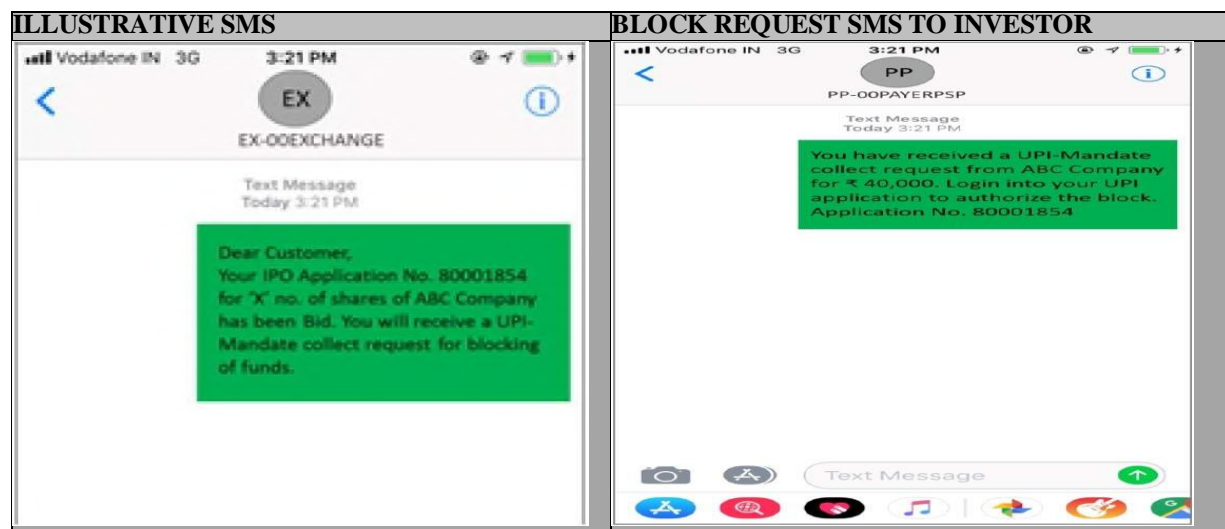 ILLUSTRATIVE SMS
Vodafone IN 3G 3:21 PM
EX
EX-00EXCHANGE
Text Message
Today 3:21 PM
Dear Customer,
Your IPO Application No. 80001854
for 'X' no. of shares of ABC Company
has been Bid. You will receive a UPI-
Mandate collect request for blocking
of funds.
BLOCK REQUEST SMS TO INVESTOR
Vodafone IN 3G 3:21 PM
PP
PP-00PAYERPSP
Text Message
Today 3:21 PM
You have received a UPI-Mandate
collect request from ABC Company
for ₹ 40,000. Login into your UPI
application to authorize the block.
Application No. 80001854
Text Message